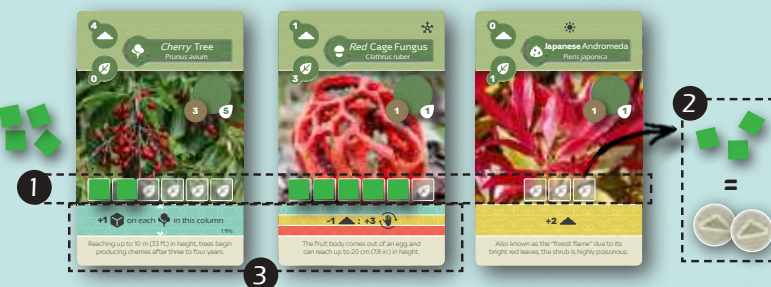 4
Cherry Tree
Prunus avium
0
3
5
+1 on each in this column
Reaching up to 10 m (33 ft.) in height, trees begin
producing cherries after three to four years.
1
Red Cage Fungus
Clathrus ruber
3
1
1
-1 : +3
The fruit body comes out of an egg and
can reach up to 20 cm (7.8 in.) in height.
0
Japanese Andromeda
Pieris japonica
1
1
1
+2
Also known as the "forest flame" due to its
bright red leaves, the shrub is highly poisonous.
1
2
=
3